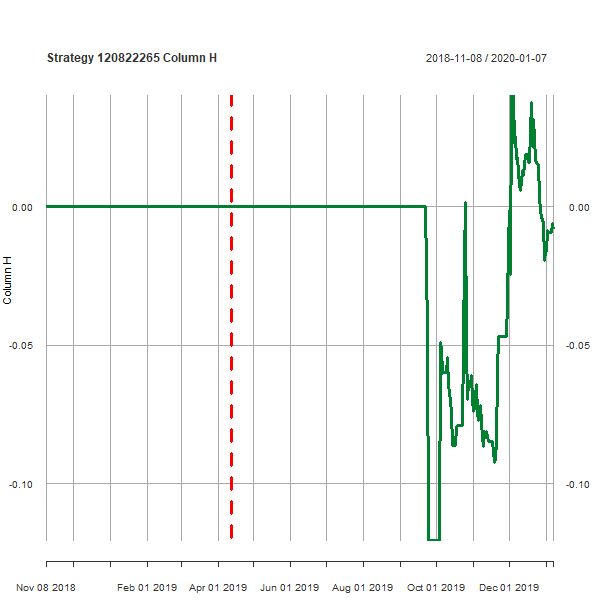 Strategy 120822265 Column H 2018-11-08 / 2020-01-07
0.00 0.00
-0.05 -0.05
-0.10 -0.10
Column H
Nov 08 2018 Feb 01 2019 Apr 01 2019 Jun 01 2019 Aug 01 2019 Oct 01 2019 Dec 01 2019